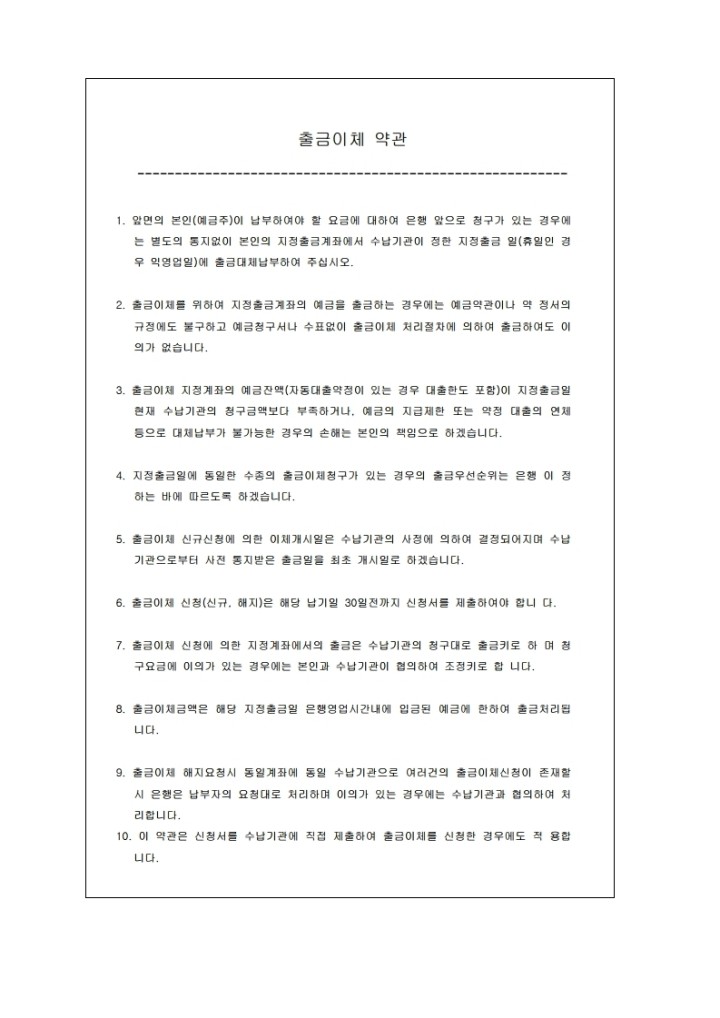 출금이체 약관
----------------------------------------------------------
1. 앞면의 본인(예금주)이 납부하여야 할 요금에 대하여 은행 앞으로 청구가 있는 경우에
는 별도의 통지없이 본인의 지정출금계좌에서 수납기관이 정한 지정출금 일(휴일인 경
우 익영업일)에 출금대체납부하여 주십시오.
2. 출금이체를 위하여 지정출금계좌의 예금을 출금하는 경우에는 예금약관이나 약 정서의
규정에도 불구하고 예금청구서나 수표없이 출금이체 처리절차에 의하여 출금하여도 이
의가 없습니다.
3. 출금이체 지정계좌의 예금잔액(자동대출약정이 있는 경우 대출한도 포함)이 지정출금일
현재 수납기관의 청구금액보다 부족하거나, 예금의 지급제한 또는 약정 대출의 연체
등으로 대체납부가 불가능한 경우의 손해는 본인의 책임으로 하겠습니다.
4. 지정출금일에 동일한 수종의 출금이체청구가 있는 경우의 출금우선순위는 은행 이 정
하는 바에 따르도록 하겠습니다.
5. 출금이체 신규신청에 의한 이체개시일은 수납기관의 사정에 의하여 결정되어지며 수납
기관으로부터 사전 통지받은 출금일을 최초 개시일로 하겠습니다.
6. 출금이체 신청(신규, 해지)은 해당 납기일 30일전까지 신청서를 제출하여야 합니 다.
7. 출금이체 신청에 의한 지정계좌에서의 출금은 수납기관의 청구대로 출금키로 하 며 청
구요금에 이의가 있는 경우에는 본인과 수납기관이 협의하여 조정키로 합 니다.
8. 출금이체금액은 해당 지정출금일 은행영업시간내에 입금된 예금에 한하여 출금처리됩
니다.
9. 출금이체 해지요청시 동일계좌에 동일 수납기관으로 여러건의 출금이체신청이 존재할
시 은행은 납부자의 요청대로 처리하며 이의가 있는 경우에는 수납기관과 협의하여 처
리합니다.
10. 이 약관은 신청서를 수납기관에 직접 제출하여 출금이체를 신청한 경우에도 적 용합
니다.